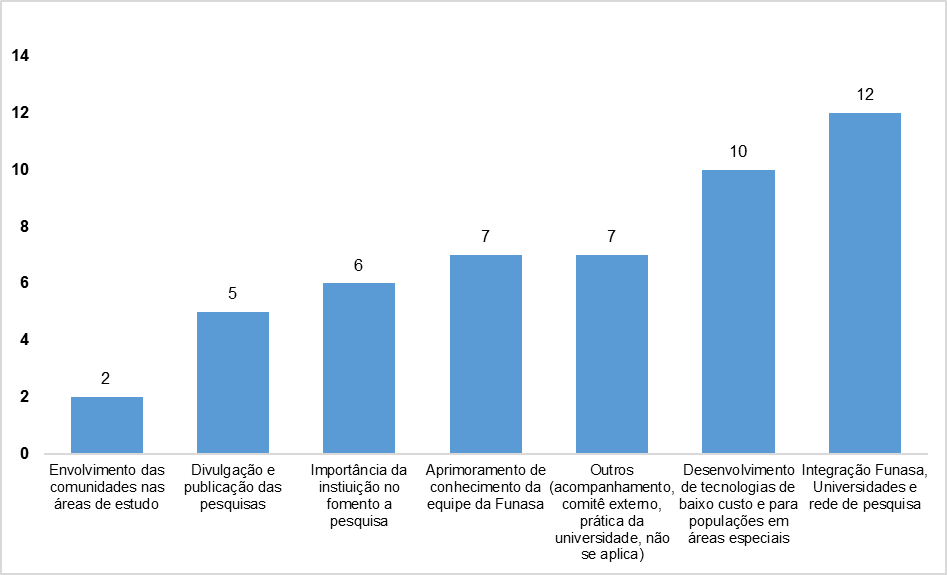 14
12
10
8
6
4
2
0
2
5
6
7
7
10
12
Envolvimento das
comunidades nas
áreas de estudo
Divulgação e
publicação das
pesquisas
Importância da
instiuição no
fomento a
pesquisa
Aprimoramento de
conhecimento da
equipe da Funasa
Outros
(acompanhamento,
comitê externo,
prática da
universidade, não
se aplica)
Desenvolvimento
de tecnologias de
baixo custo e para
populações em
áreas especiais
Integração Funasa,
Universidades e
rede de pesquisa